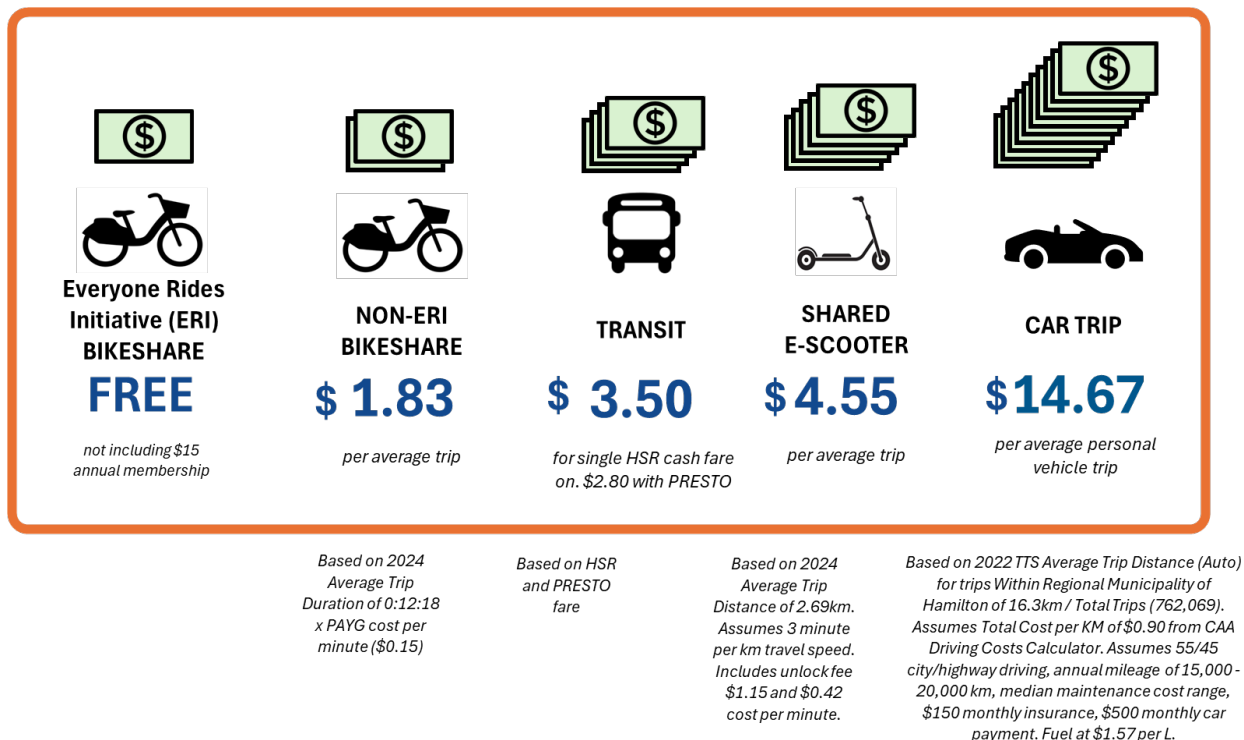 $
$
$
$
$
Everyone Rides
Initiative (ERI)
BIKESHARE
FREE
not including $15
annual membership
NON-ERI
BIKESHARE
$ 1.83
per average trip
TRANSIT
$ 3.50
for single HSR cash fare
on. $2.80 with PRESTO
SHARED
E-SCOOTER
$ 4.55
per average trip
CAR TRIP
$14.67
per average personal
vehicle trip
Based on 2024
Average Trip
Duration of 0:12:18
x PAYG cost per
minute ($0.15)
Based on HSR
and PRESTO
fare
Based on 2024
Average Trip
Distance of 2.69km.
Assumes 3 minute
per km travel speed.
Includes unlock fee
$1.15 and $0.42
cost per minute.
Based on 2022 TTS Average Trip Distance (Auto)
for trips Within Regional Municipality of
Hamilton of 16.3km / Total Trips (762,069).
Assumes Total Cost per KM of $0.90 from CAA
Driving Costs Calculator. Assumes 55/45
city/highway driving, annual mileage of 15,000 -
20,000 km, median maintenance cost range,
$150 monthly insurance, $500 monthly car
payment. Fuel at $1.57 per L.